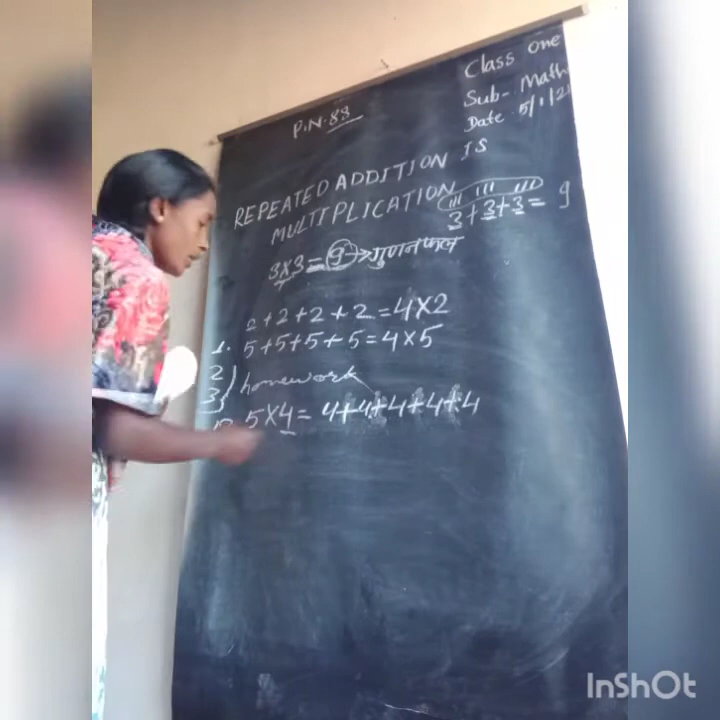 P.N. 88
Class One
Sub- Math
Date 5/1/2
REPEATED ADDITION IS
MULTIPLICATION
3+3+3= 9
3X3=9→गुणनफल
2+2+2+2=4X2
1. 5+5+5+5=4X5
2)
3) homework
5X4= 4+4+4+4+4
InShOt